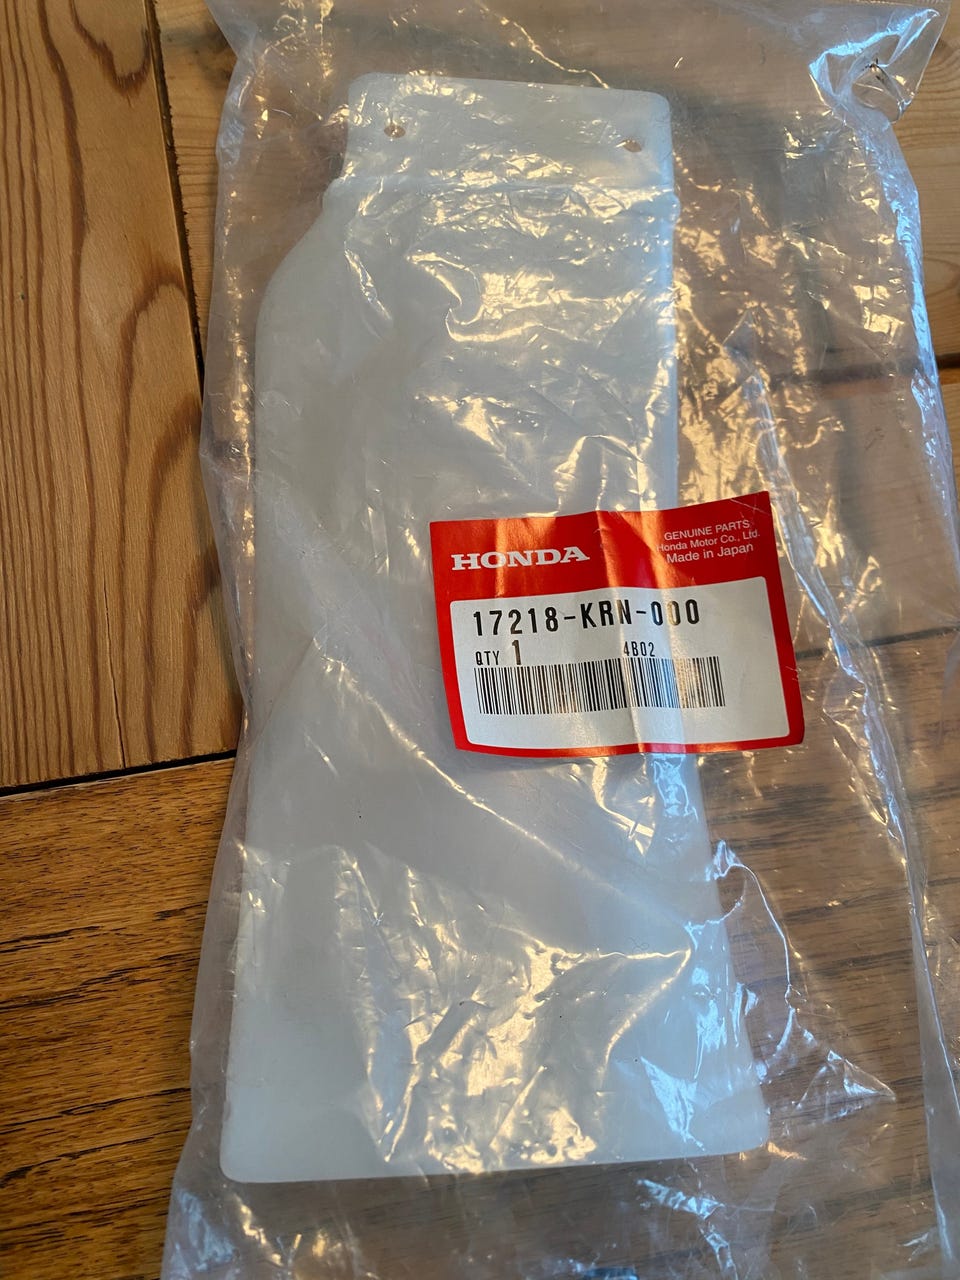 HONDA
GENUINE PARTS
Honda Motor Co., Ltd.
Made in Japan
17218-KRN-000
QTY 1 4B02